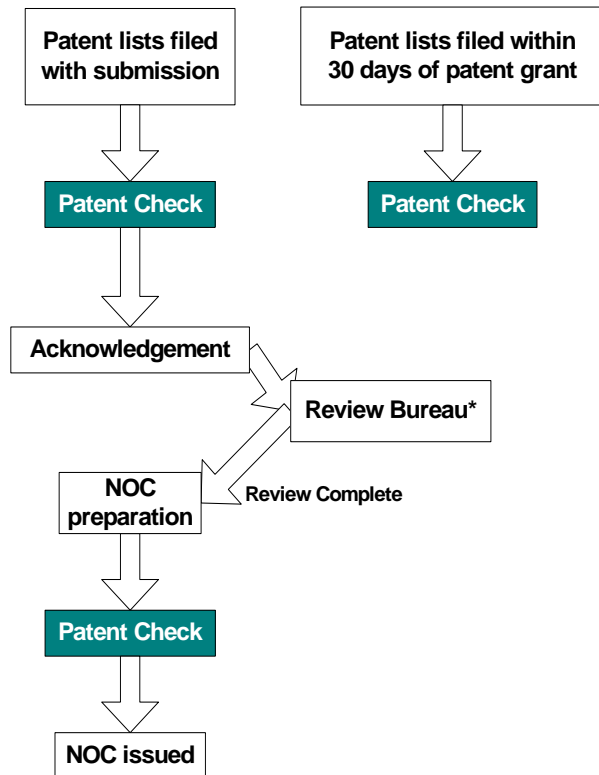 Patent lists filed
with submission
Patent lists filed within
30 days of patent grant
Patent Check
Patent Check
Acknowledgement
Review Bureau*
NOC
preparation
Review Complete
Patent Check
NOC issued